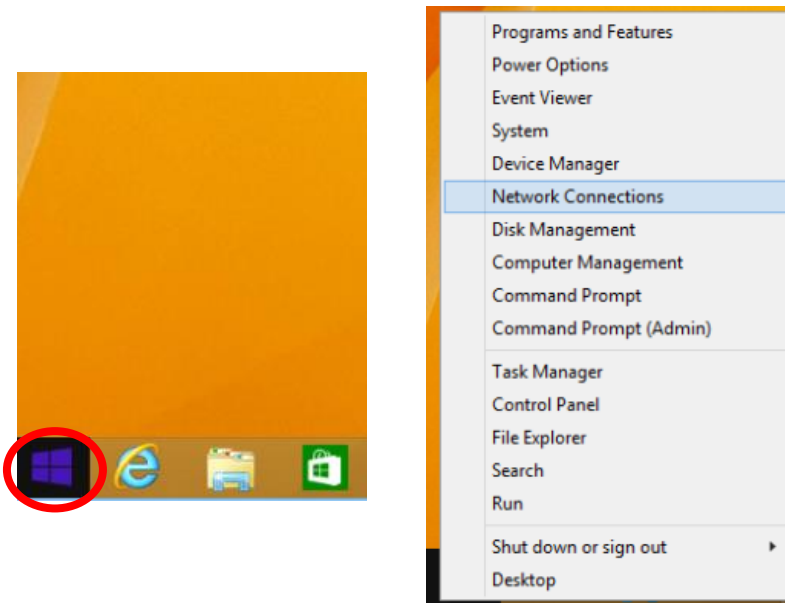 Programs and Features
Power Options
Event Viewer
System
Device Manager
Network Connections
Disk Management
Computer Management
Command Prompt
Command Prompt (Admin)
Task Manager
Control Panel
File Explorer
Search
Run
Shut down or sign out
Desktop